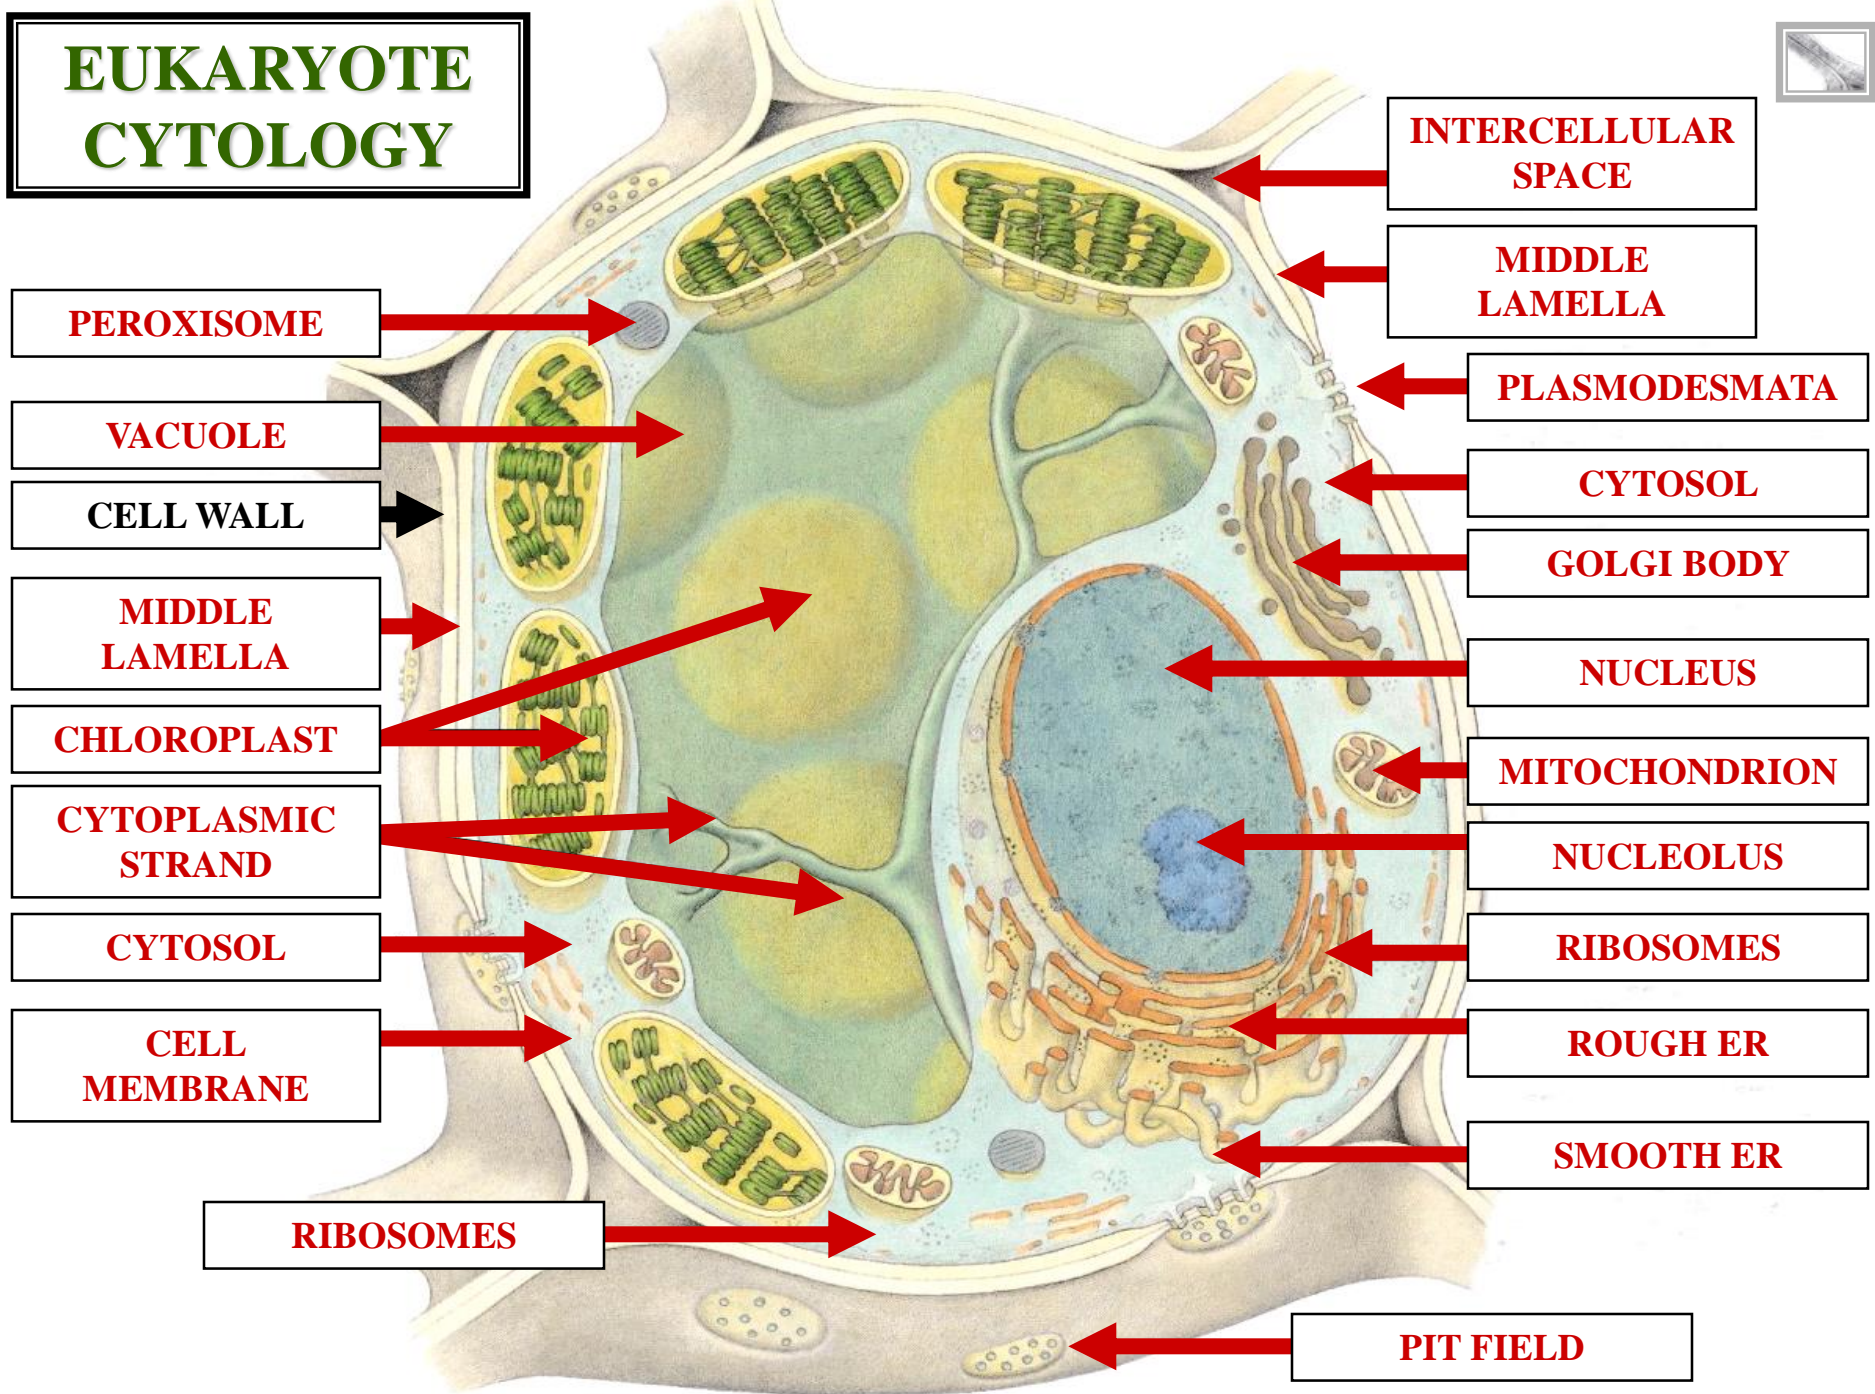 EUKARYOTE
CYTOLOGY
PEROXISOME
VACUOLE
CELL WALL
MIDDLE
LAMELLA
CHLOROPLAST
CYTOPLASMIC
STRAND
CYTOSOL
CELL
MEMBRANE
RIBOSOMES
INTERCELLULAR
SPACE
MIDDLE
LAMELLA
PLASMODESMATA
CYTOSOL
GOLGI BODY
NUCLEUS
MITOCHONDRION
NUCLEOLUS
RIBOSOMES
ROUGH ER
SMOOTH ER
PIT FIELD